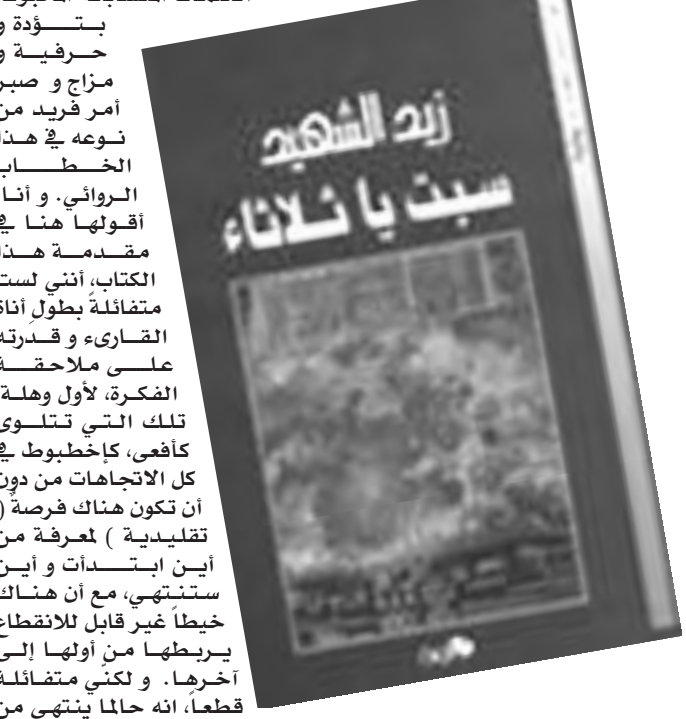 بتؤدة و
حرفية و
مزاج و صبر
أمر فريد من
نوعه في هذا
الخطاب
الروائي. و أنا
أقولها هنا في
مقدمة هذا
الكتاب، أنني لست
متفائلةً بطولِ أناة
القارىء و قدرته
على ملاحقة
الفكرة، لأول وهلة
تلك التي تتلوى
كأفعى، كإخطبوط في
كل الاتجاهات من دون
أن تكون هناك فرصةٌ (
تقليدية ) لمعرفة من
أين ابتدأت و أين
ستنتهي، مع أن هناك
خيطاً غير قابل للانقطاع
يربطها من أولها إلى
آخرها. و لكني متفائلة
قطعاً، انه حالما ينتهي من
زيد الشهيد
سبت يا ثلاثاء